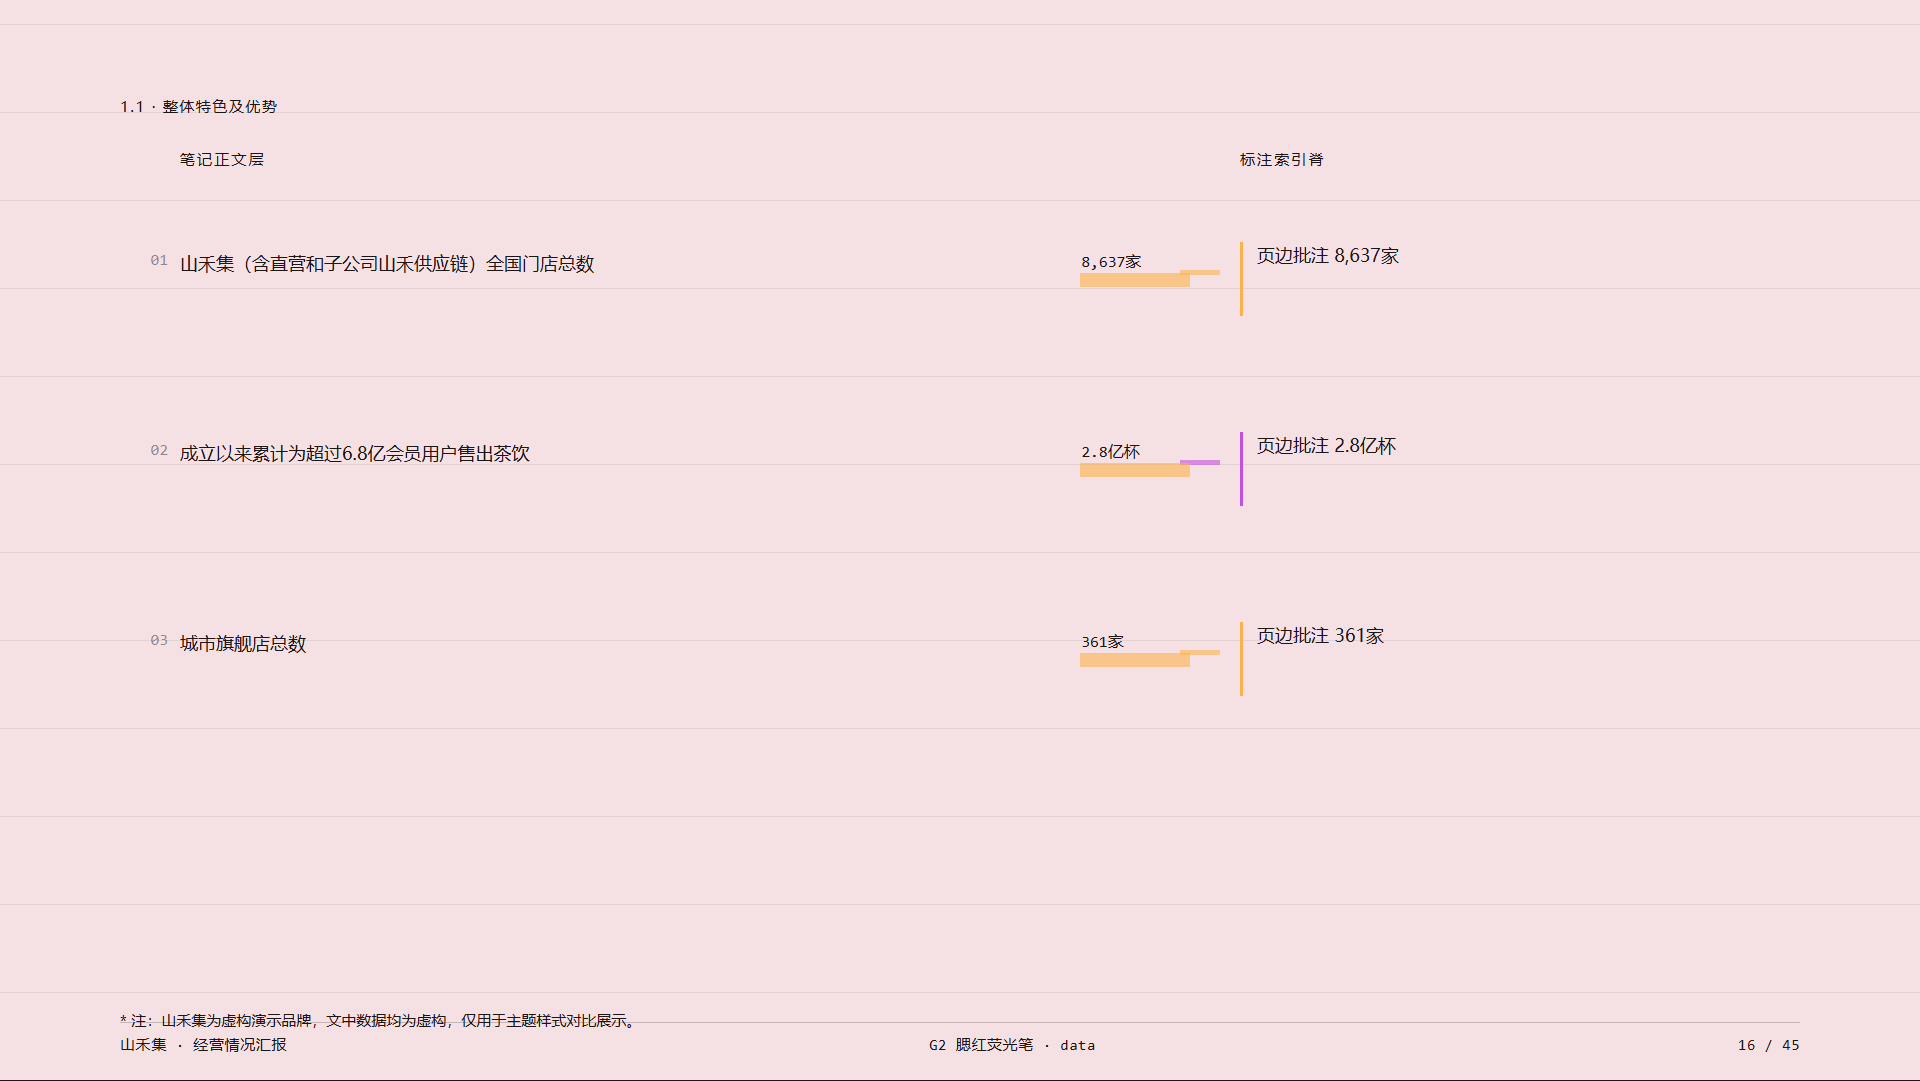 1.1 · 整体特色及优势
笔记正文层
标注索引脊
01 山禾集（含直营和子公司山禾供应链）全国门店总数
8,637家
页边批注 8,637家
02 成立以来累计为超过6.8亿会员用户售出茶饮
2.8亿杯
页边批注 2.8亿杯
03 城市旗舰店总数
361家
页边批注 361家
* 注：山禾集为虚构演示品牌，文中数据均为虚构，仅用于主题样式对比展示。
山禾集 · 经营情况汇报
G2 腮红荧光笔 · data
16 / 45